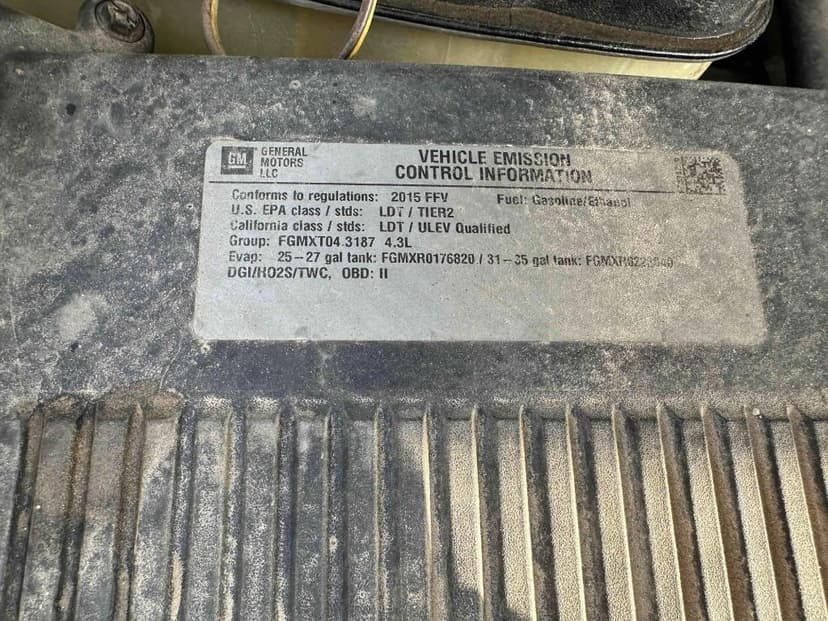 GM GENERAL MOTORS LLC
VEHICLE EMISSION
CONTROL INFORMATION
Conforms to regulations: 2015 FFV Fuel: Gasoline/Ethanol
U.S. EPA class / stds: LDT / TIER2
California class / stds: LDT / ULEV Qualified
Group: FGMXT04.3187 4.3L
Evap: 25-27 gal tank: FGMXR0176820 / 31-35 gal tank:
DGI/HO2S/TWC, OBD: II